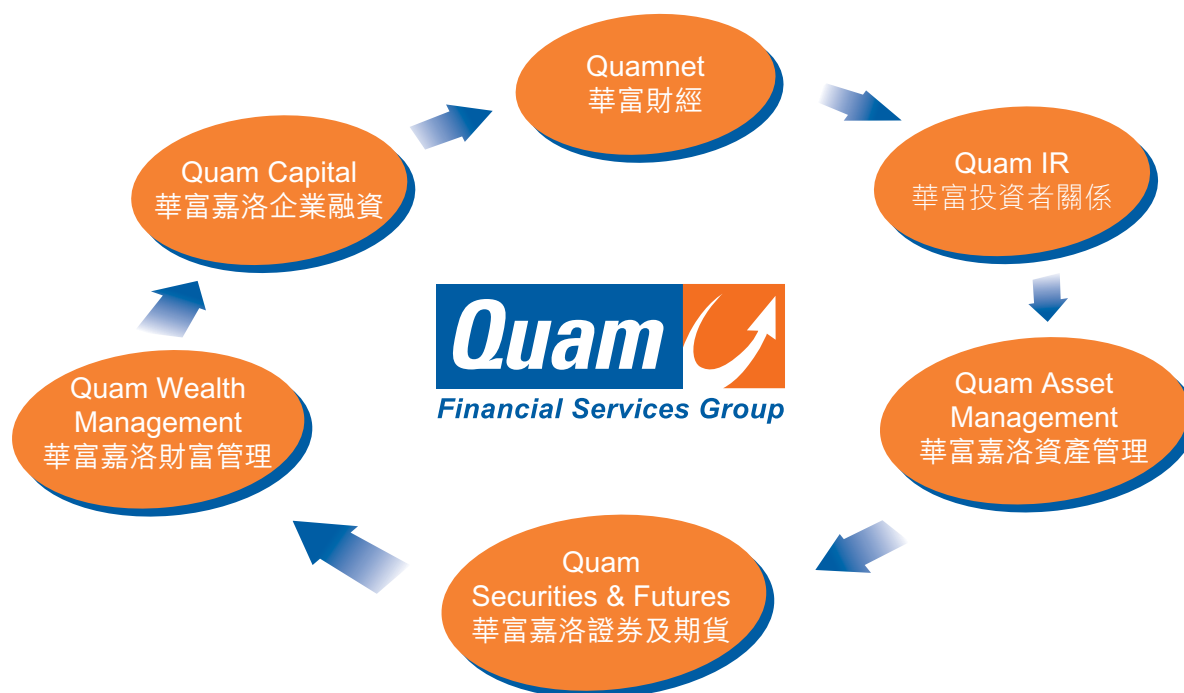 Quamnet
華富財經
Quam Capital
華富嘉洛企業融資
Quam IR
華富投資者關係
Quam
Financial Services Group
Quam Wealth
Management
華富嘉洛財富管理
Quam Asset
Management
華富嘉洛資產管理
Quam
Securities & Futures
華富嘉洛證券及期貨